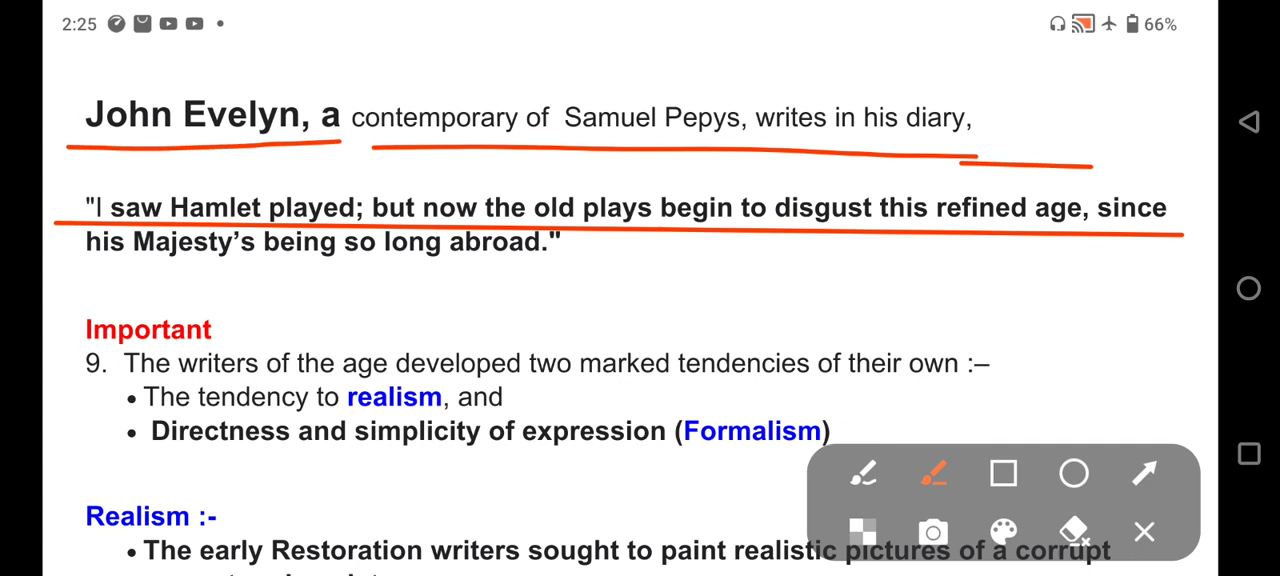 2:25
66%
John Evelyn, a contemporary of Samuel Pepys, writes in his diary,
"I saw Hamlet played; but now the old plays begin to disgust this refined age, since
his Majesty’s being so long abroad."
Important
9. The writers of the age developed two marked tendencies of their own :–
• The tendency to realism, and
• Directness and simplicity of expression (Formalism)
Realism :-
• The early Restoration writers sought to paint realistic pictures of a corrupt